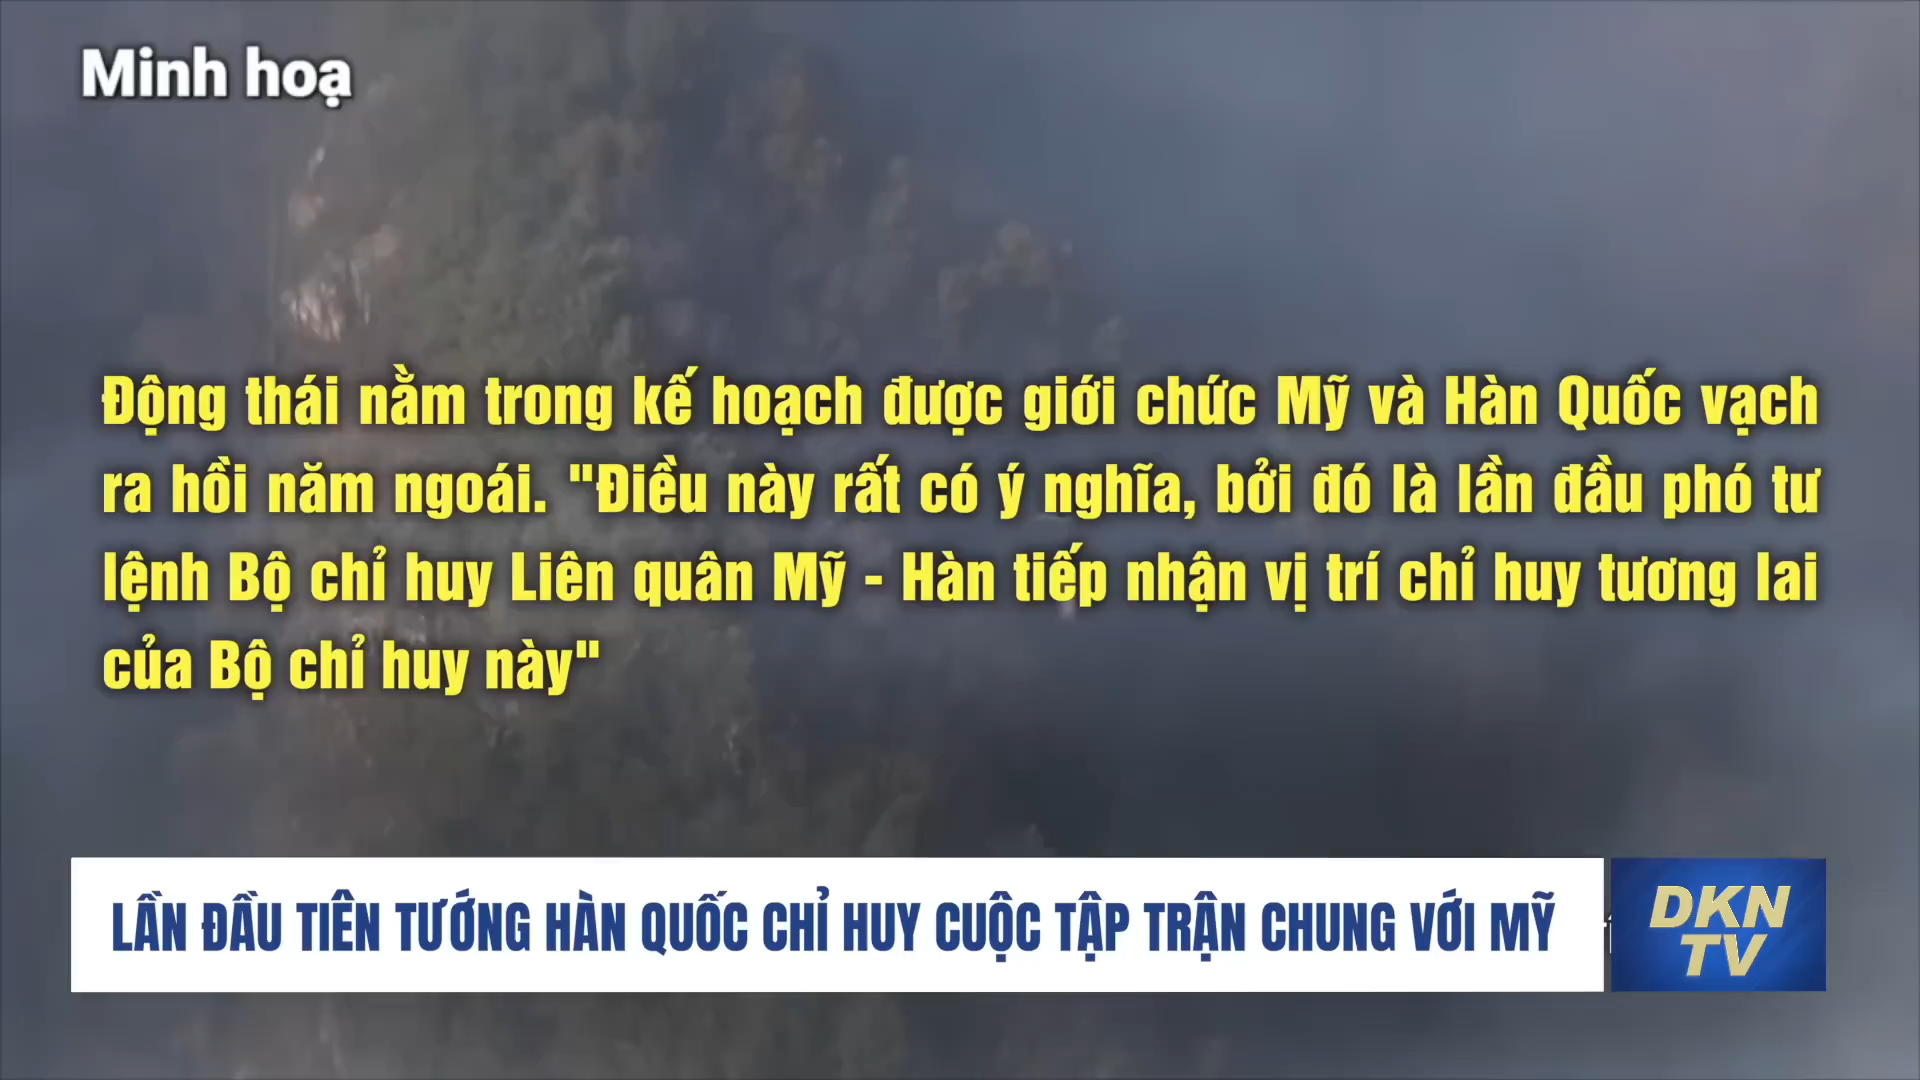 Minh hoạ
Động thái nằm trong kế hoạch được giới chức Mỹ và Hàn Quốc vạch
ra hồi năm ngoái. "Điều này rất có ý nghĩa, bởi đó là lần đầu phó tư
lệnh Bộ chỉ huy Liên quân Mỹ - Hàn tiếp nhận vị trí chỉ huy tương lai
của Bộ chỉ huy này"
LẦN ĐẦU TIÊN TƯỚNG HÀN QUỐC CHỈ HUY CUỘC TẬP TRẬN CHUNG VỚI MỸ
DKN
TV